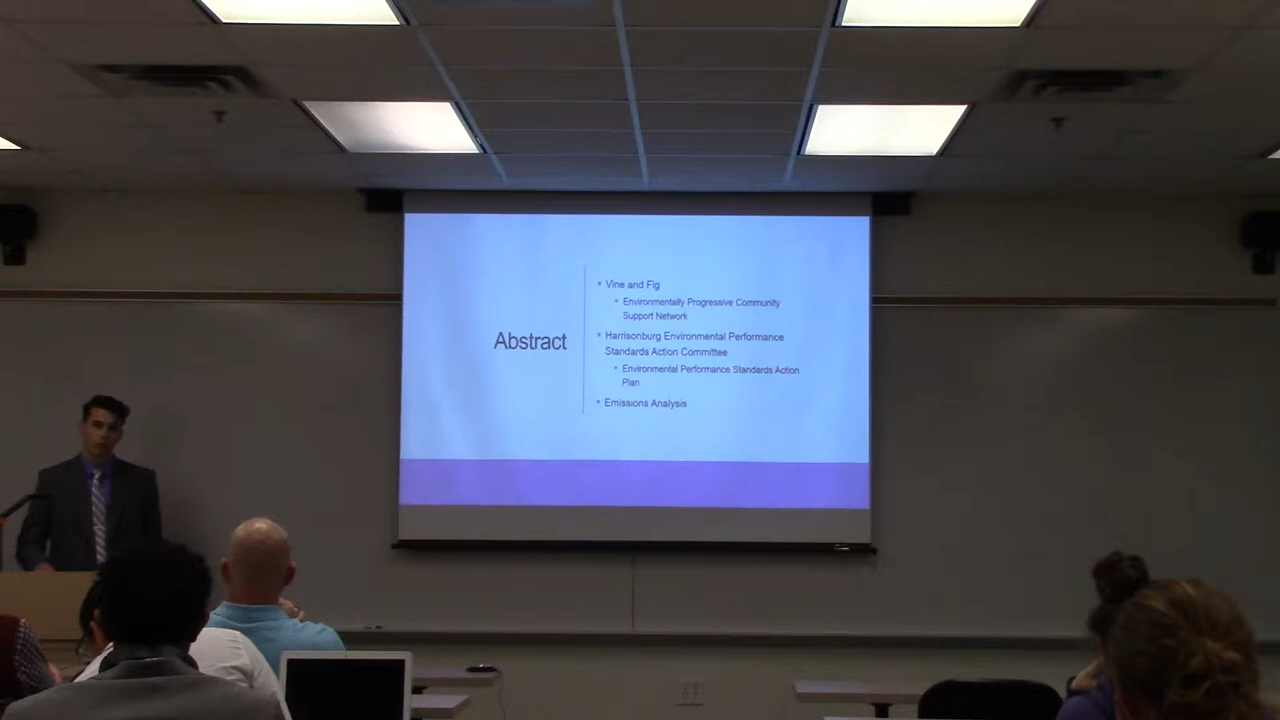 Abstract
Vine and Fig
Environmentally Progressive Community
Support Network
Harrisonburg Environmental Performance
Standards Action Committee
Environmental Performance Standards Action
Plan
Emissions Analysis